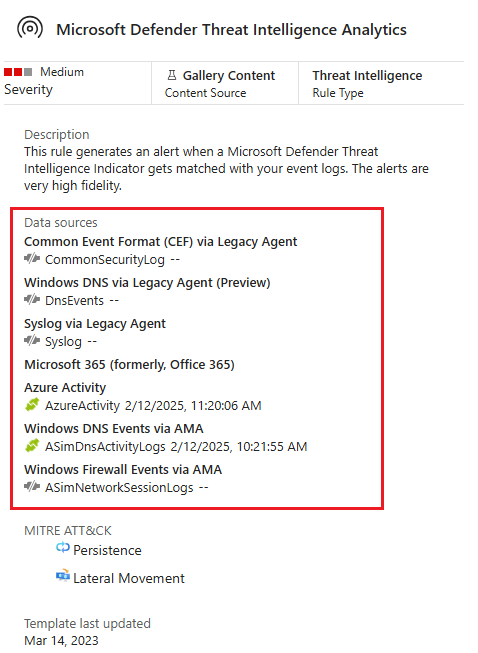 Microsoft Defender Threat Intelligence Analytics
Medium
Severity
Gallery Content
Content Source
Threat Intelligence
Rule Type
Description
This rule generates an alert when a Microsoft Defender Threat
Intelligence Indicator gets matched with your event logs. The alerts are
very high fidelity.
Data sources
Common Event Format (CEF) via Legacy Agent
CommonSecurityLog --
Windows DNS via Legacy Agent (Preview)
DnsEvents --
Syslog via Legacy Agent
Syslog --
Microsoft 365 (formerly, Office 365)
Azure Activity
AzureActivity 2/12/2025, 11:20:06 AM
Windows DNS Events via AMA
ASimDnsActivityLogs 2/12/2025, 10:21:55 AM
Windows Firewall Events via AMA
ASimNetworkSessionLogs --
MITRE ATT&CK
Persistence
Lateral Movement
Template last updated
Mar 14, 2023